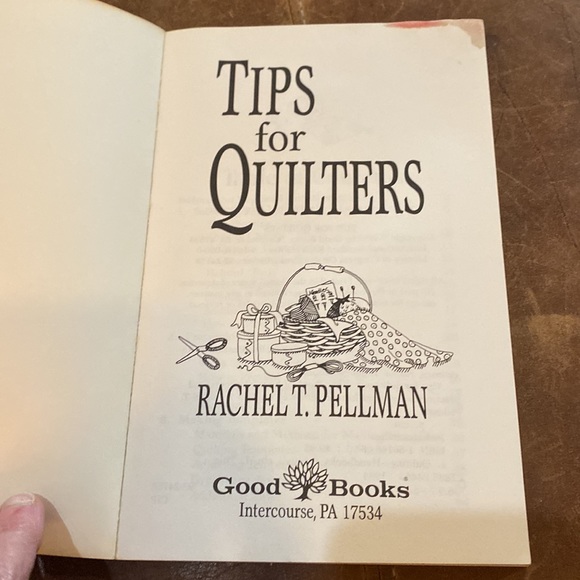 TIPS
for
QUILTERS
RACHEL T. PELLMAN
Good Books
Intercourse, PA 17534